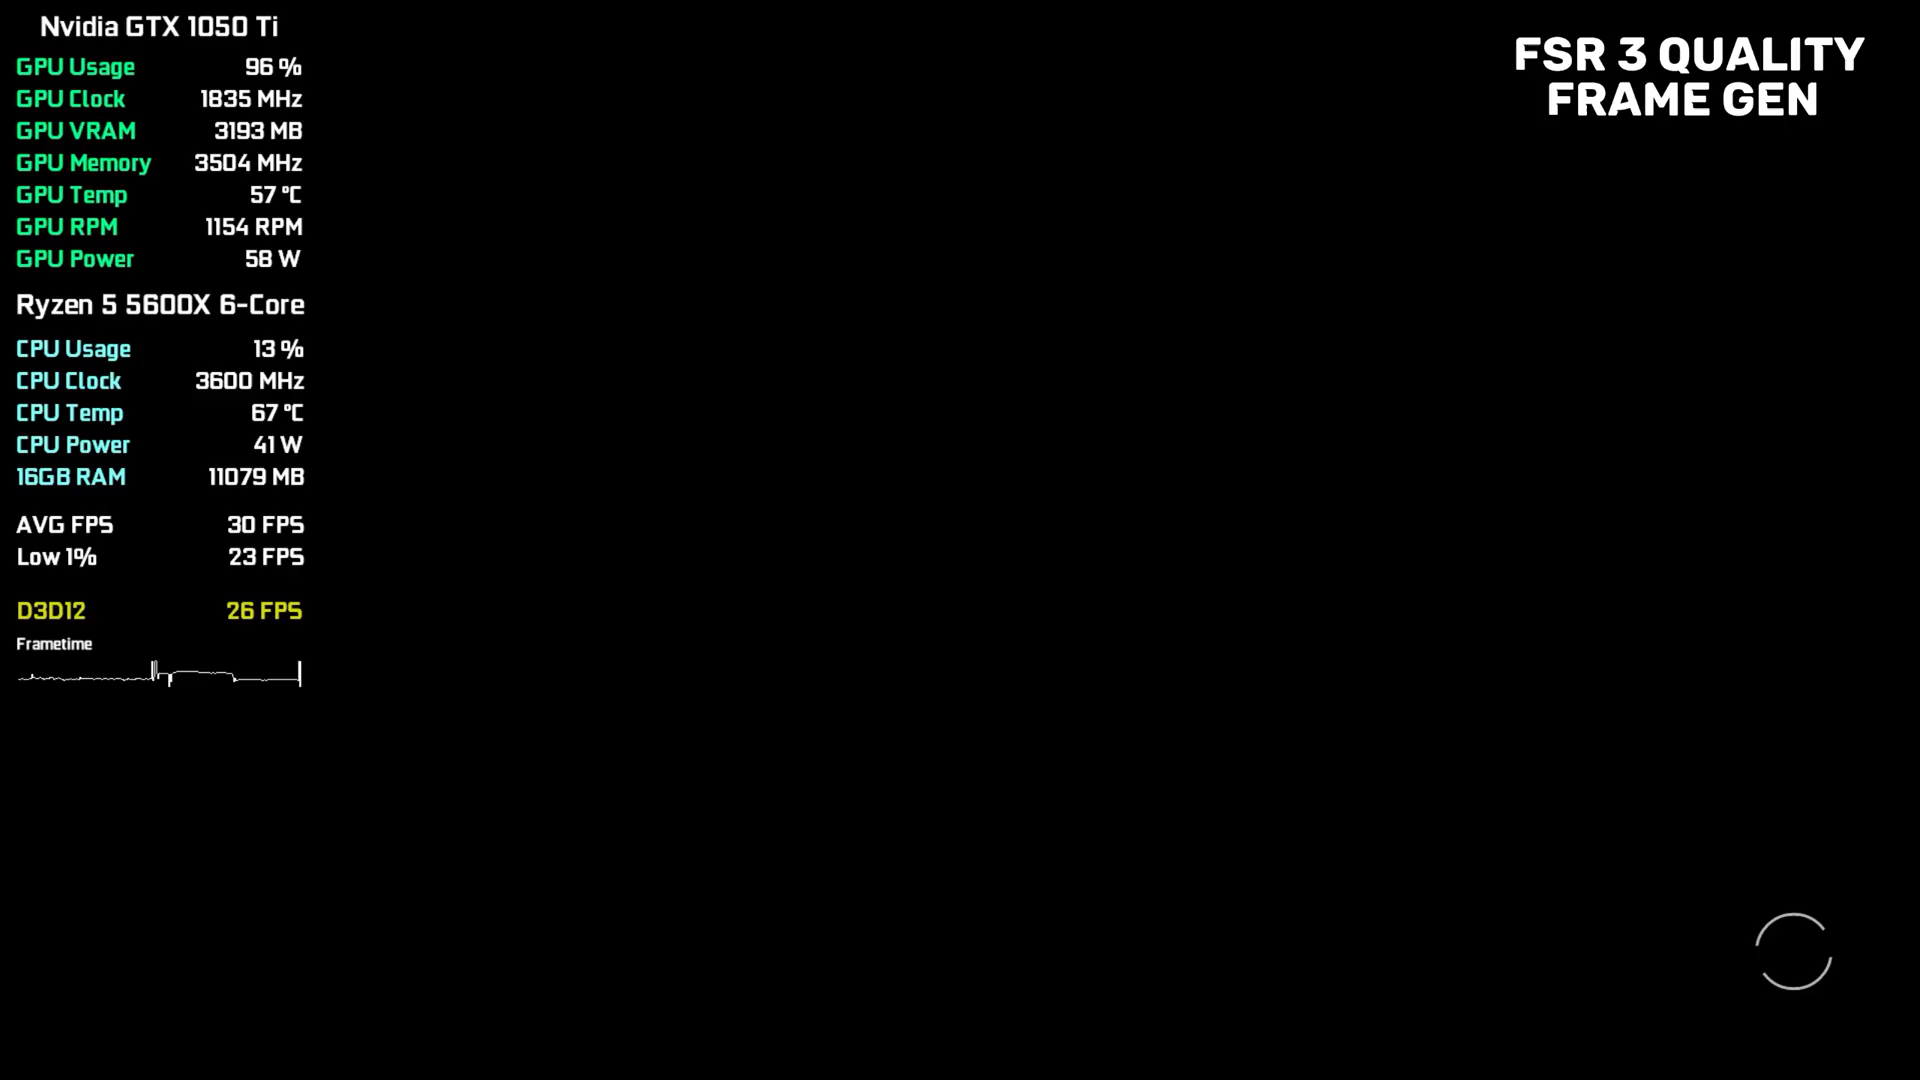 Nvidia GTX 1050 Ti
GPU Usage 96 %
GPU Clock 1835 MHz
GPU VRAM 3193 MB
GPU Memory 3504 MHz
GPU Temp 57 °C
GPU RPM 1154 RPM
GPU Power 58 W
Ryzen 5 5600X 6-Core
CPU Usage 13 %
CPU Clock 3600 MHz
CPU Temp 67 °C
CPU Power 41 W
16GB RAM 11079 MB
AVG FPS 30 FPS
Low 1% 23 FPS
D3D12 26 FPS
Frametime
FSR 3 QUALITY
FRAME GEN